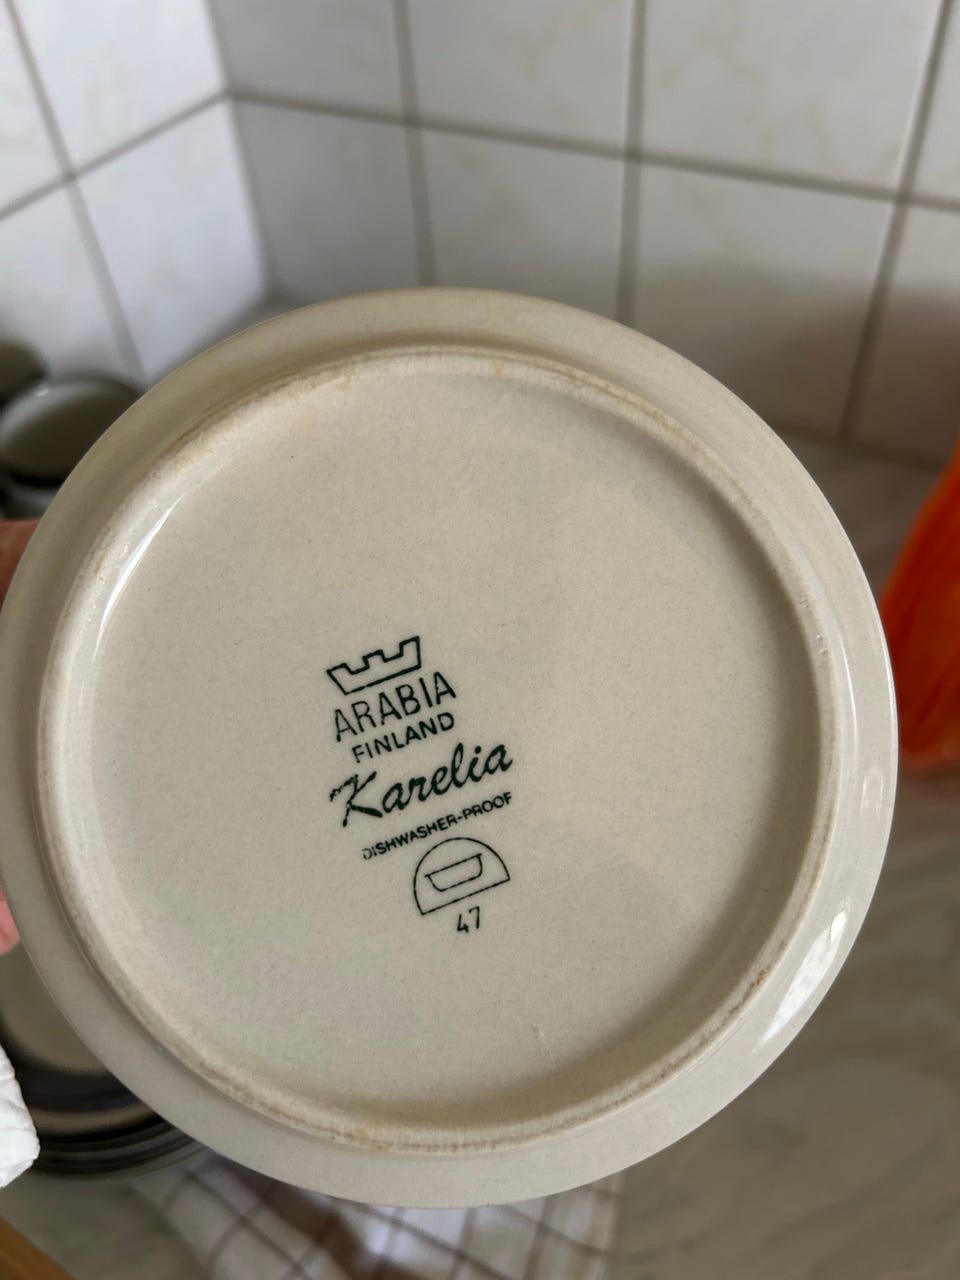 ARABIA
FINLAND
Karelia
DISHWASHER-PROOF
47